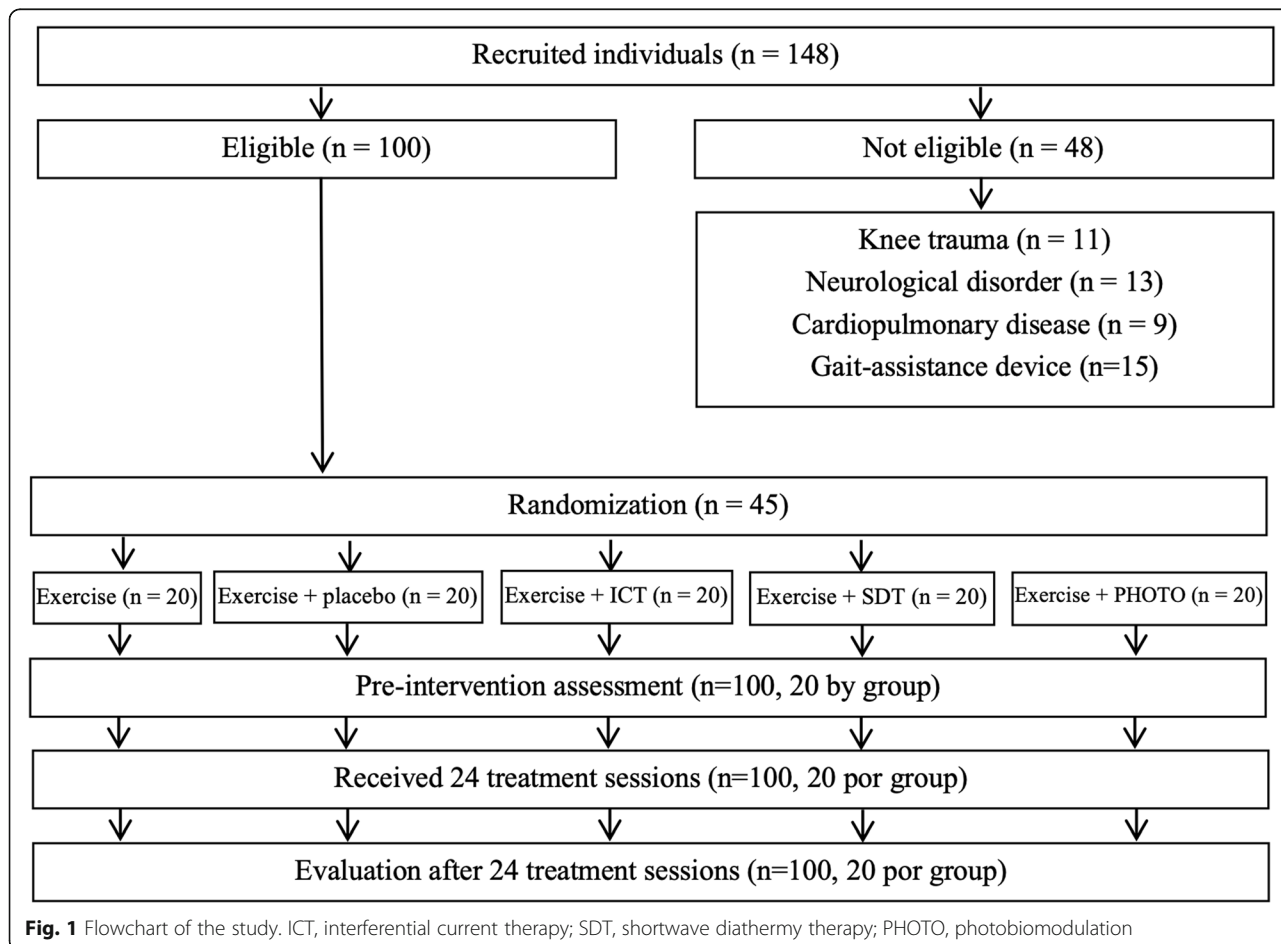 Recruited individuals (n = 148)
Eligible (n = 100)
Not eligible (n = 48)
Knee trauma (n = 11)
Neurological disorder (n = 13)
Cardiopulmonary disease (n = 9)
Gait-assistance device (n=15)
Randomization (n = 45)
Exercise (n = 20)
Exercise + placebo (n = 20)
Exercise + ICT (n = 20)
Exercise + SDT (n = 20)
Exercise + PHOTO (n = 20)
Pre-intervention assessment (n=100, 20 by group)
Received 24 treatment sessions (n=100, 20 por group)
Evaluation after 24 treatment sessions (n=100, 20 por group)
Fig. 1 Flowchart of the study. ICT, interferential current therapy; SDT, shortwave diathermy therapy; PHOTO, photobiomodulation